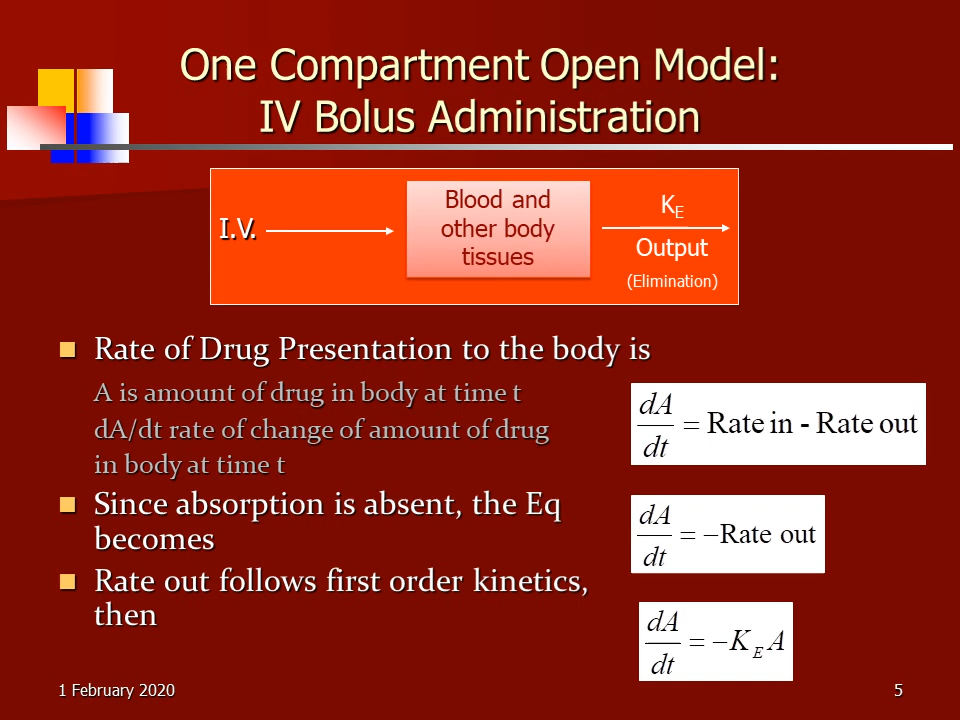 One Compartment Open Model:
IV Bolus Administration
I.V.
Blood and
other body
tissues
K_E
Output
(Elimination)
Rate of Drug Presentation to the body is
A is amount of drug in body at time t
dA/dt rate of change of amount of drug
in body at time t
dA/dt = Rate in - Rate out
Since absorption is absent, the Eq
becomes
dA/dt = −Rate out
Rate out follows first order kinetics,
then
dA/dt = −K_E A
1 February 2020
5